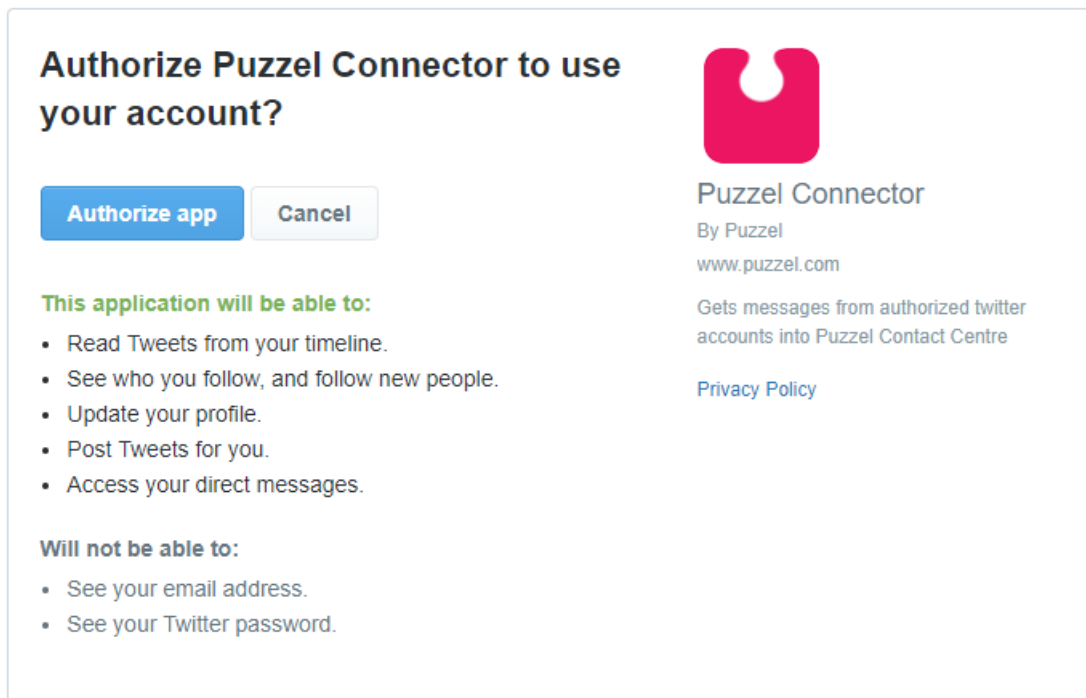 Authorize Puzzel Connector to use
your account?
Authorize app
Cancel
This application will be able to:
• Read Tweets from your timeline.
• See who you follow, and follow new people.
• Update your profile.
• Post Tweets for you.
• Access your direct messages.
Will not be able to:
• See your email address.
• See your Twitter password.
Puzzel Connector
By Puzzel
www.puzzel.com
Gets messages from authorized twitter
accounts into Puzzel Contact Centre
Privacy Policy